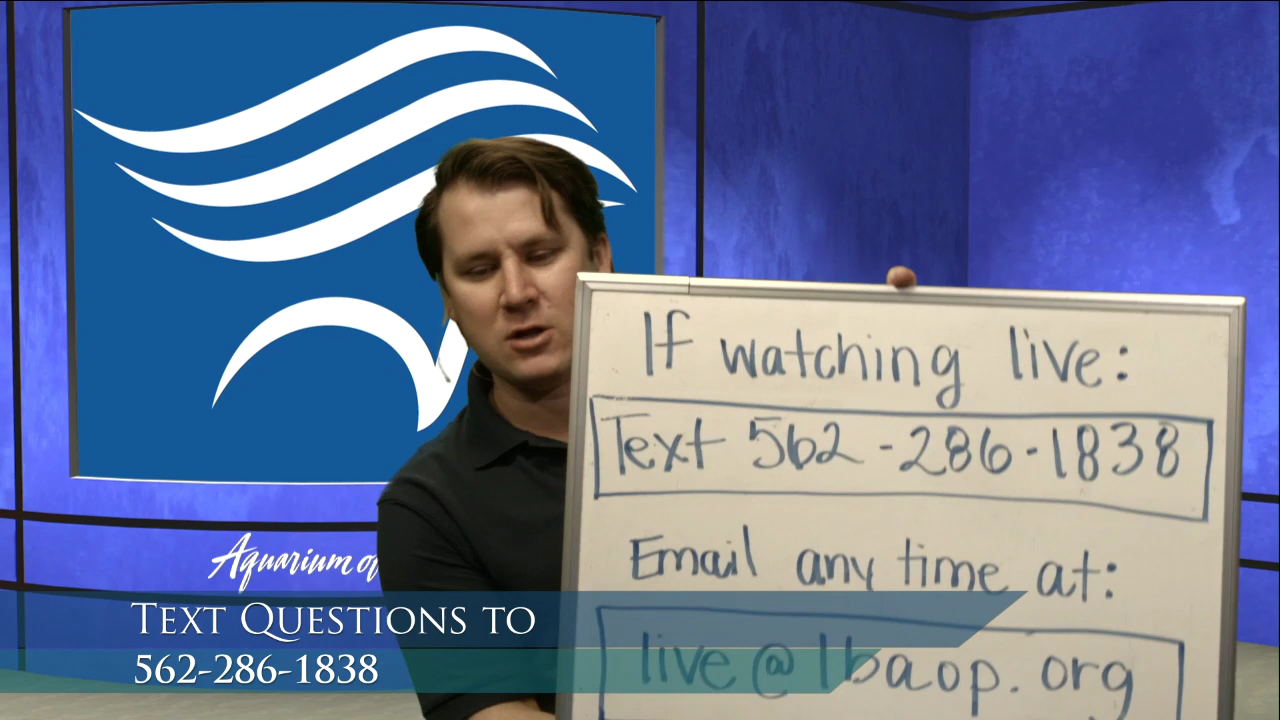 If watching live:
Text 562-286-1838
Email any time at:
live@lbaop.org
Aquarium of
TEXT QUESTIONS TO
562-286-1838